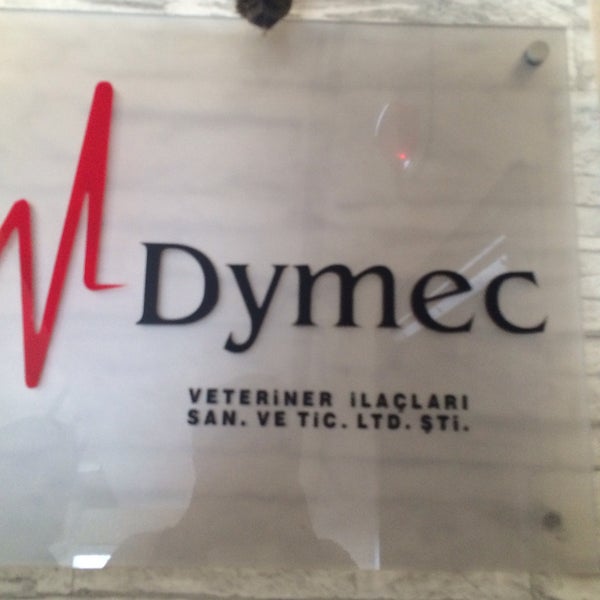 Dymec
VETERİNER İLAÇLARI
SAN. VE TİC. LTD. ŞTİ.